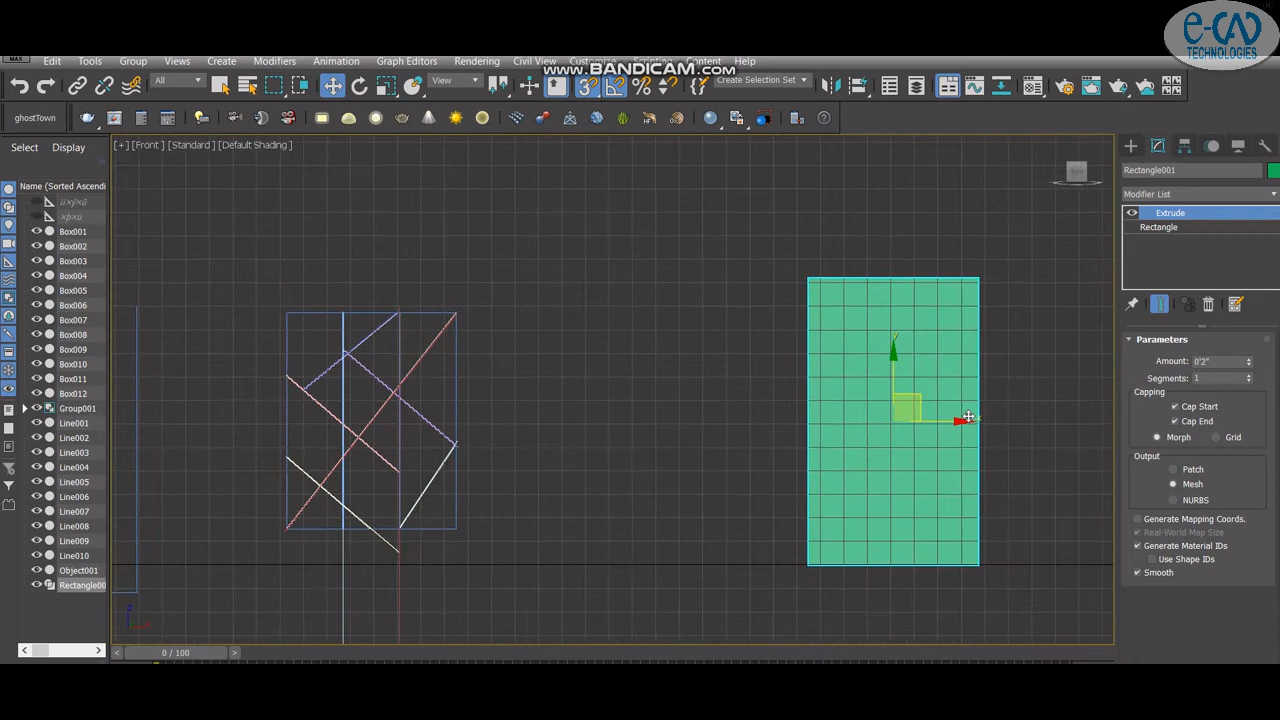 e-CAD
TECHNOLOGIES
MAX
Edit Tools Group Views Create Modifiers Animation Graph Editors Rendering Civil View Customize Scripting Content Help
www.BANDICAM.com
All
View
Create Selection Set
ghostTown
Select Display
[+] [Front] [Standard] [Default Shading]
Name (Sorted Ascendi
Box001
Box002
Box003
Box004
Box005
Box006
Box007
Box008
Box009
Box010
Box011
Box012
Group001
Line001
Line002
Line003
Line004
Line005
Line006
Line007
Line008
Line009
Line010
Object001
Rectangle00
0 / 100
Rectangle001
Modifier List
Extrude
Rectangle
Parameters
Amount: 0'2"
Segments: 1
Capping
Cap Start
Cap End
Morph Grid
Output
Patch
Mesh
NURBS
Generate Mapping Coords.
Real-World Map Size
Generate Material IDs
Use Shape IDs
Smooth